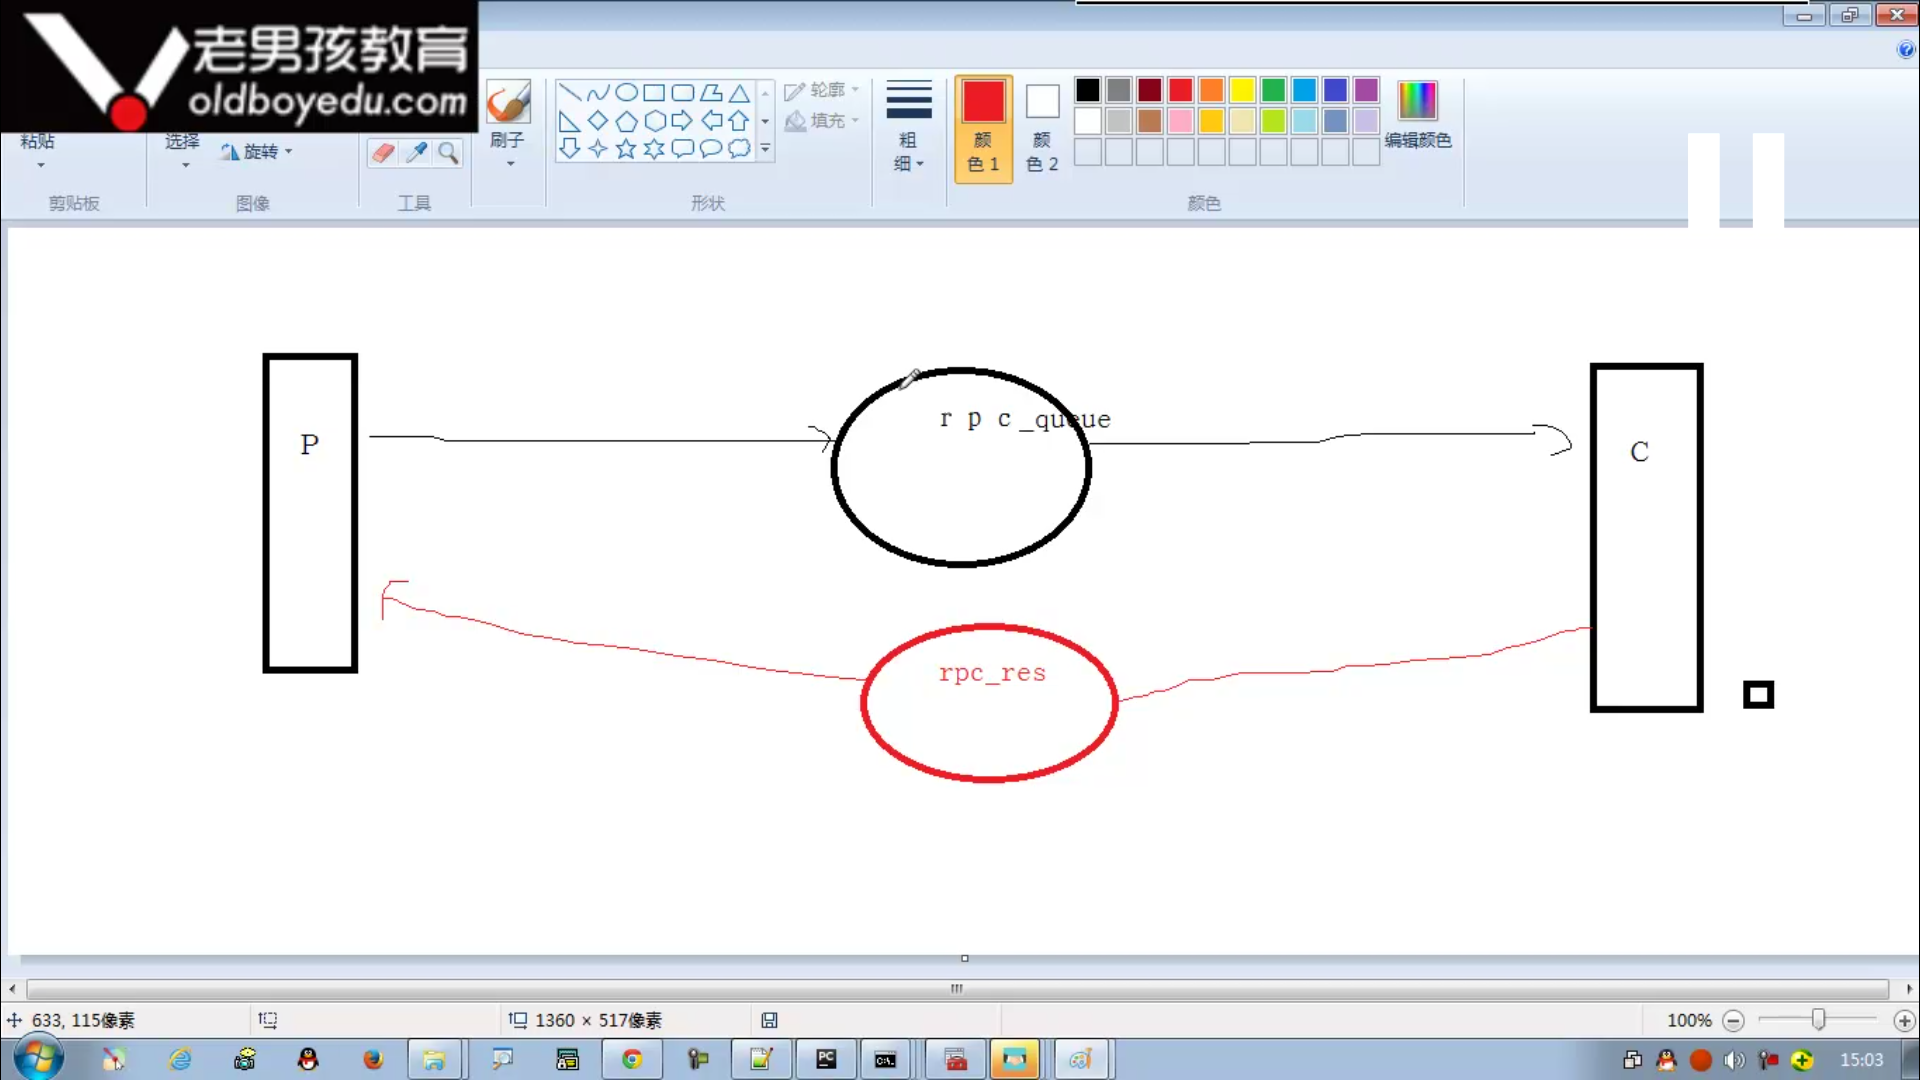 老男孩教育
oldboyedu.com
粘贴
选择
旋转
刷子
轮廓
填充
粗
细
颜
色 1
颜
色 2
编辑颜色
剪贴板
图像
工具
形状
颜色
P
r p c_queue
C
rpc_res
633, 115像素
1360 × 517像素
100%
PC
C:\.
15:03